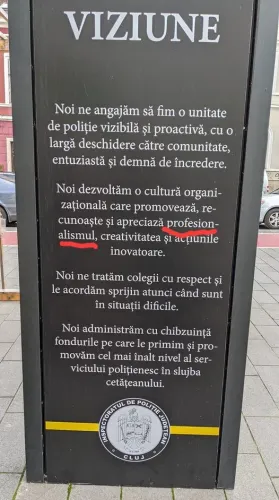 VIZIUNE
Noi ne angajăm să fim o unitate
de poliție vizibilă și proactivă, cu o
largă deschidere către comunitate,
entuziastă și demnă de încredere.
Noi dezvoltăm o cultură organi-
zațională care promovează, re-
cunoaște și apreciază profesion-
alismul, creativitatea și acțiunile
inovatoare.
Noi ne tratăm colegii cu respect și
le acordăm sprijin atunci când sunt
în situații dificile.
Noi administrăm cu chibzuință
fondurile pe care le primim și pro-
movăm cel mai înalt nivel al ser-
viciului polițienesc în slujba
cetățeanului.
INSPECTORATUL DE POLIȚIE JUDEȚEAN
CLUJ